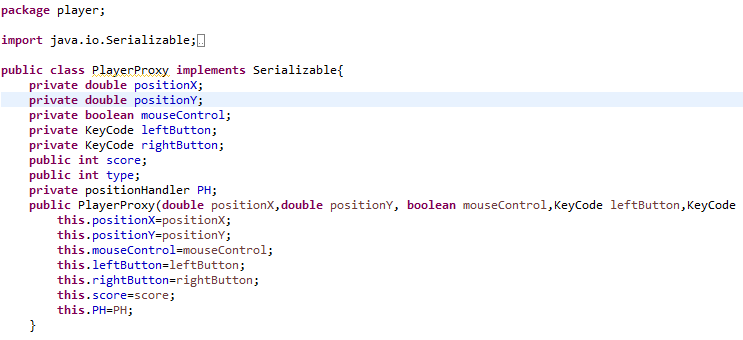 package player;
import java.io.Serializable;
public class PlayerProxy implements Serializable{
private double positionX;
private double positionY;
private boolean mouseControl;
private KeyCode leftButton;
private KeyCode rightButton;
public int score;
public int type;
private positionHandler PH;
public PlayerProxy(double positionX,double positionY, boolean mouseControl,KeyCode leftButton,KeyCode
this.positionX=positionX;
this.positionY=positionY;
this.mouseControl=mouseControl;
this.leftButton=leftButton;
this.rightButton=rightButton;
this.score=score;
this.PH=PH;
}